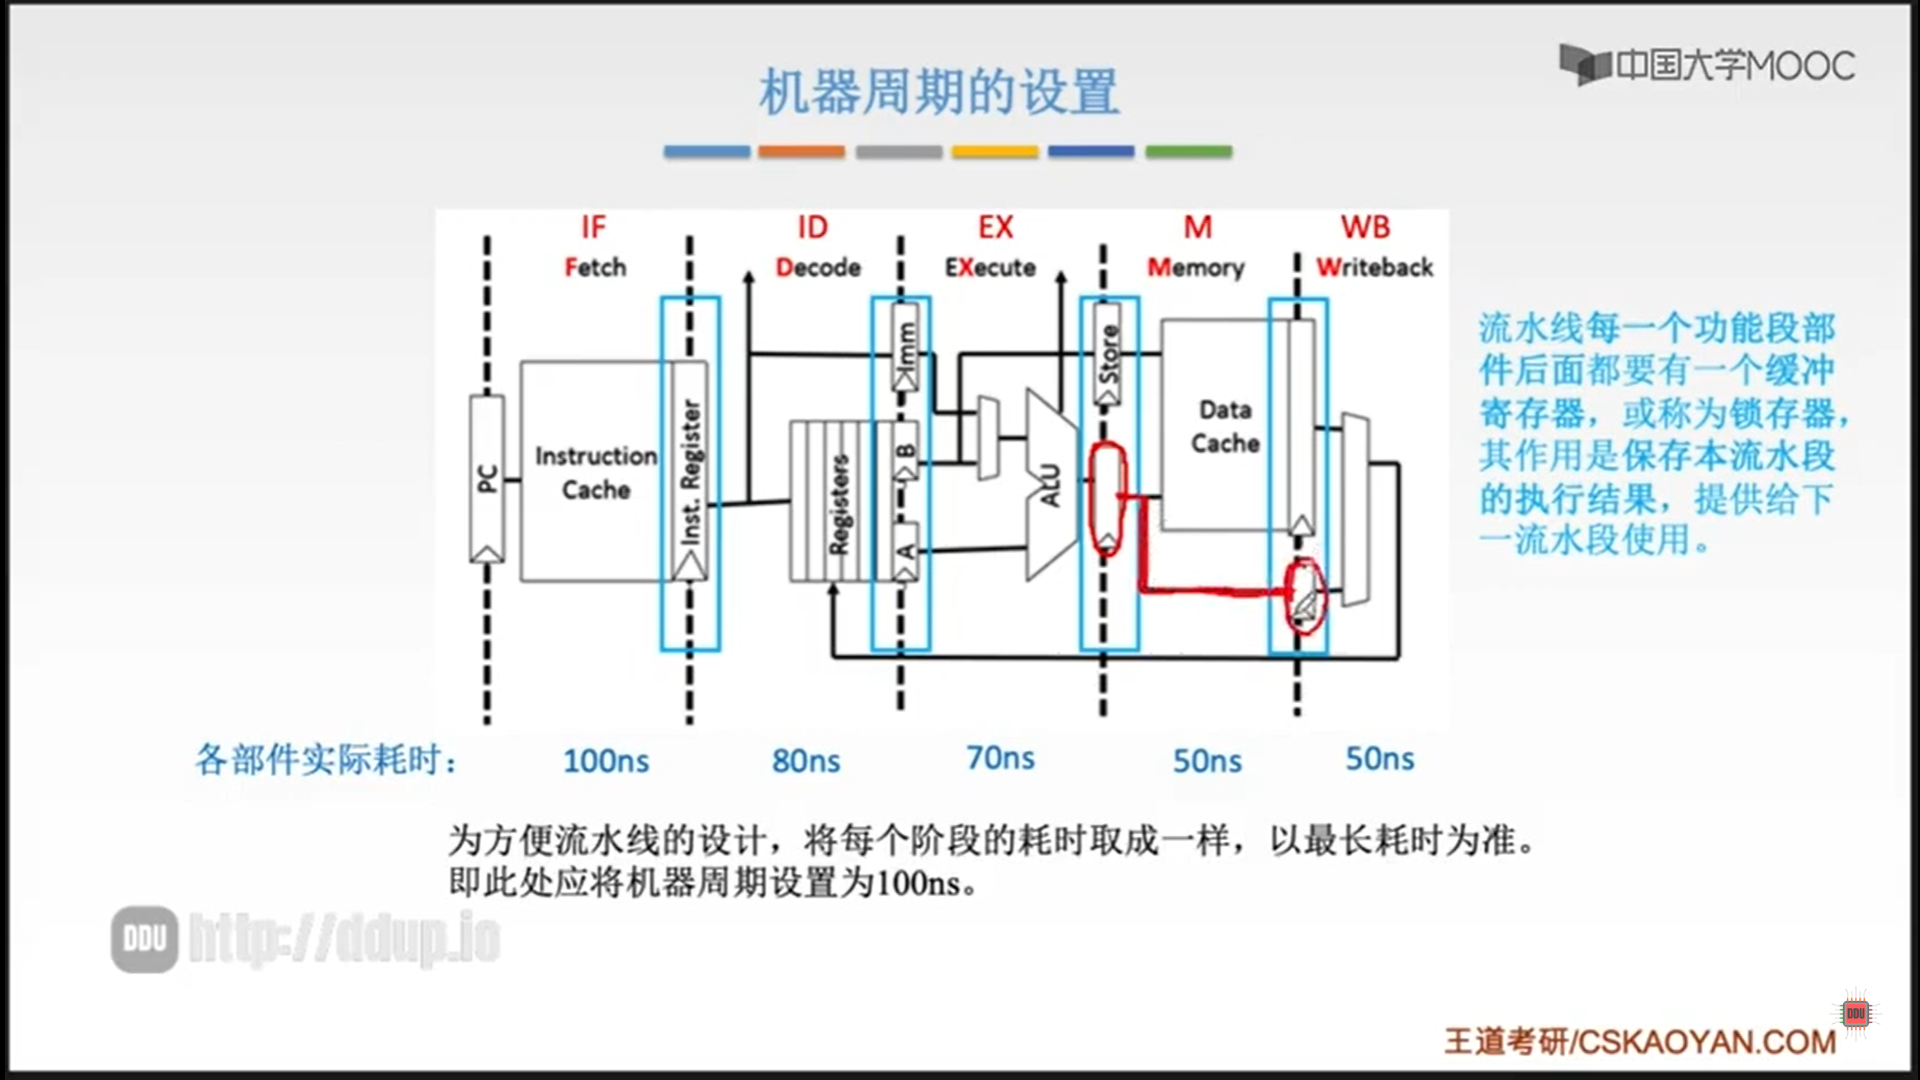 机器周期的设置
中国大学MOOC
IF
ID
EX
M
WB
Fetch
Decode
EXecute
Memory
Writeback
PC
Instruction
Cache
Inst. Register
Registers
Imm
B
A
ALU
Store
Data
Cache
流水线每一个功能段部
件后面都要有一个缓冲
寄存器，或称为锁存器，
其作用是保存本流水段
的执行结果，提供给下
一流水段使用。
各部件实际耗时：
100ns
80ns
70ns
50ns
50ns
为方便流水线的设计，将每个阶段的耗时取成一样，以最长耗时为准。
即此处应将机器周期设置为100ns。
DDU http://ddup.io
DDU
王道考研/CSKAOYAN.COM